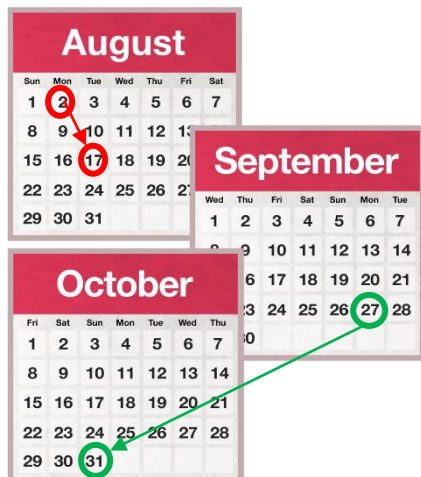 August
Sun Mon Tue Wed Thu Fri Sat
1 2 3 4 5 6 7
8 9 10 11 12 13
15 16 17 18 19 20
22 23 24 25 26 27
29 30 31
September
Wed Thu Fri Sat Sun Mon Tue
1 2 3 4 5 6 7
9 10 11 12 13 14
6 17 18 19 20 21
3 24 25 26 27 28
0
October
Fri Sat Sun Mon Tue Wed Thu
1 2 3 4 5 6 7
8 9 10 11 12 13 14
15 16 17 18 19 20 21
22 23 24 25 26 27 28
29 30 31